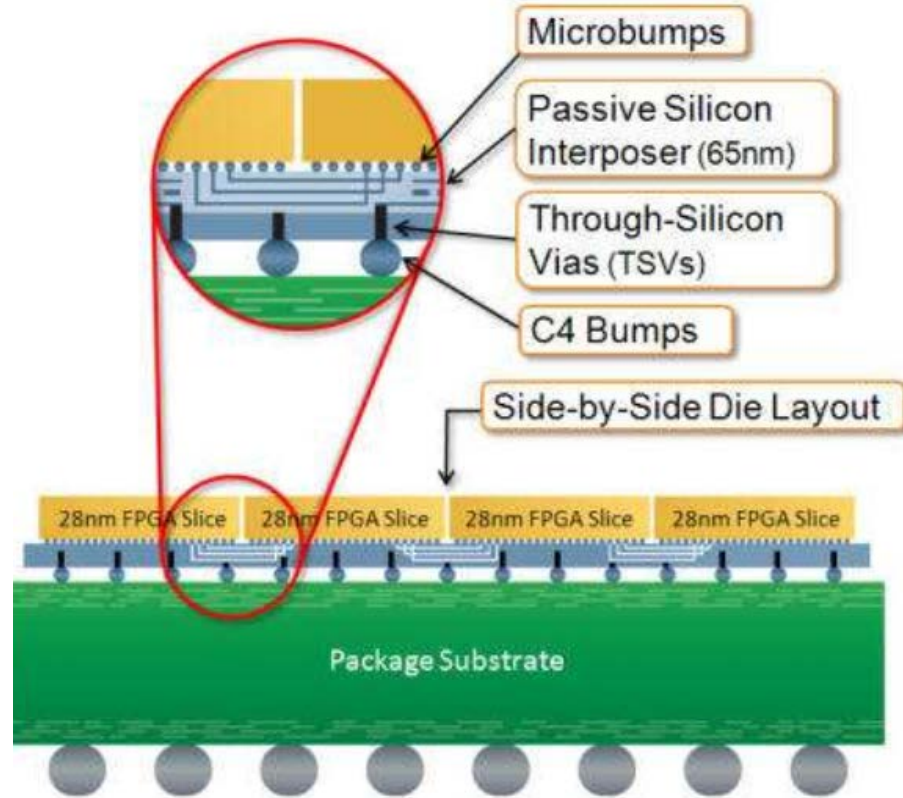 Microbumps
Passive Silicon
Interposer (65nm)
Through-Silicon
Vias (TSVs)
C4 Bumps
Side-by-Side Die Layout
28nm FPGA Slice
28nm FPGA Slice
28nm FPGA Slice
28nm FPGA Slice
Package Substrate